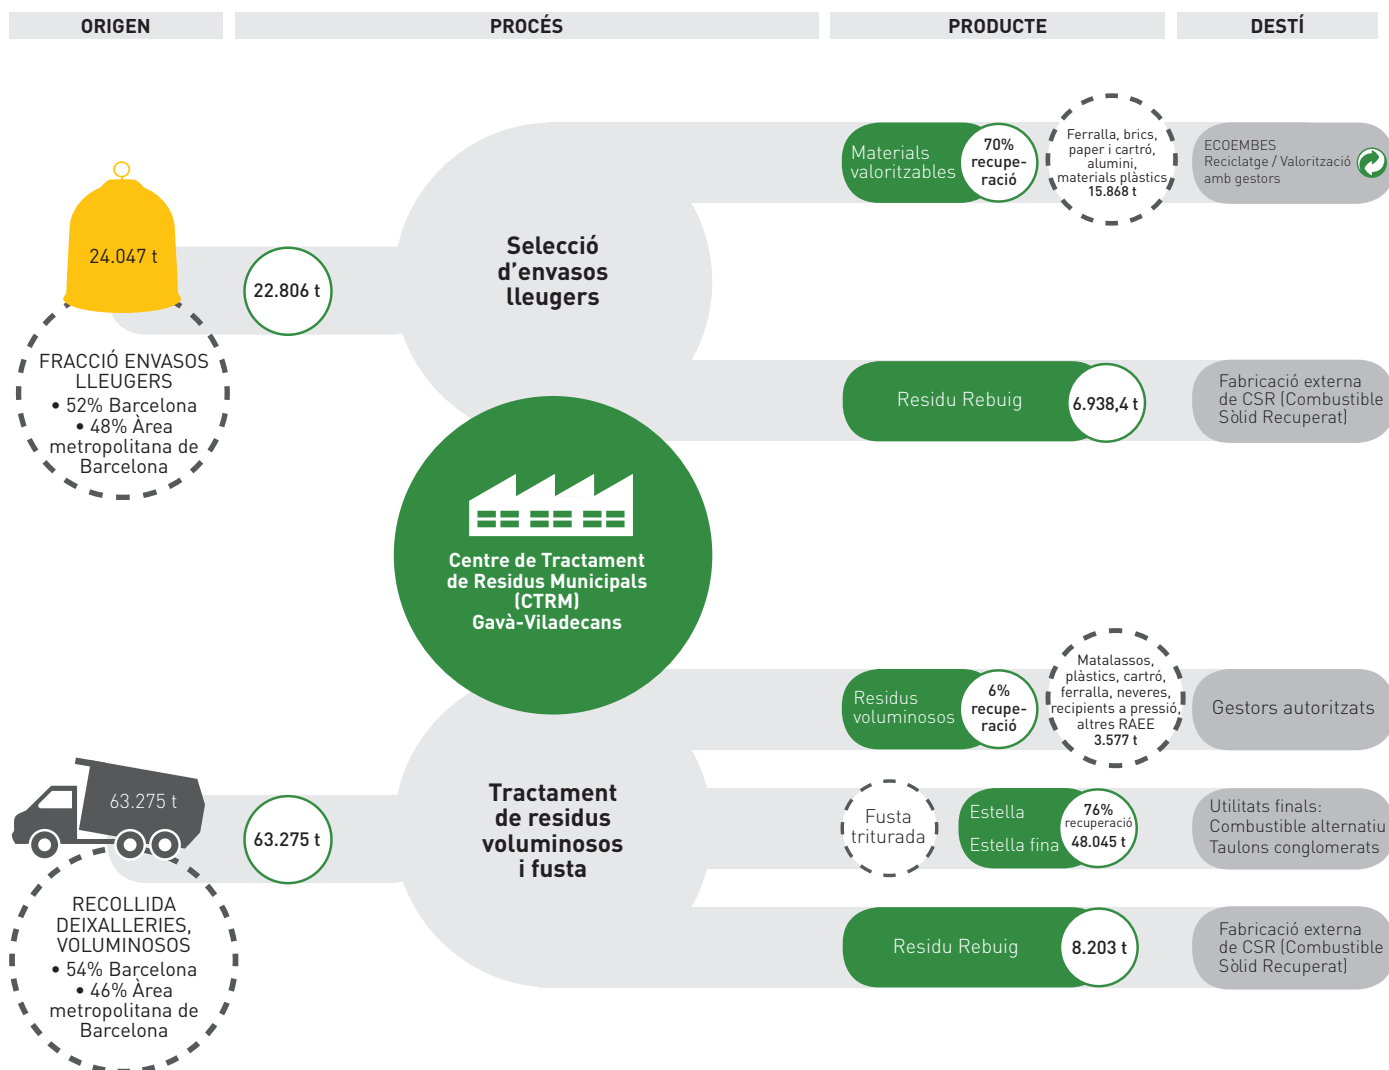 ORIGEN
PROCÉS
PRODUCTE
DESTÍ
24.047 t
FRACCIÓ ENVASOS
LLEUGERS
• 52% Barcelona
• 48% Àrea
metropolitana de
Barcelona
22.806 t
Selecció
d’envasos
lleugers
Materials
valoritzables
70%
recupe-
ració
Ferralla, brics,
paper i cartró,
alumini,
materials plàstics
15.868 t
ECOEMBES
Reciclatge / Valorització
amb gestors
Residu Rebuig
6.938,4 t
Fabricació externa
de CSR (Combustible
Sòlid Recuperat)
Centre de Tractament
de Residus Municipals
(CTRM)
Gavà-Viladecans
63.275 t
RECOLLIDA
DEIXALLERIES,
VOLUMINOSOS
• 54% Barcelona
• 46% Àrea
metropolitana de
Barcelona
63.275 t
Tractament
de residus
voluminosos
i fusta
Residus
voluminosos
6%
recupe-
ració
Matalassos,
plàstics, cartró,
ferralla, neveres,
recipients a pressió,
altres RAEE
3.577 t
Gestors autoritzats
Fusta
triturada
Estella
Estella fina
76%
recuperació
48.045 t
Utilitats finals:
Combustible alternatiu
Taulons conglomerats
Residu Rebuig
8.203 t
Fabricació externa
de CSR (Combustible
Sòlid Recuperat)